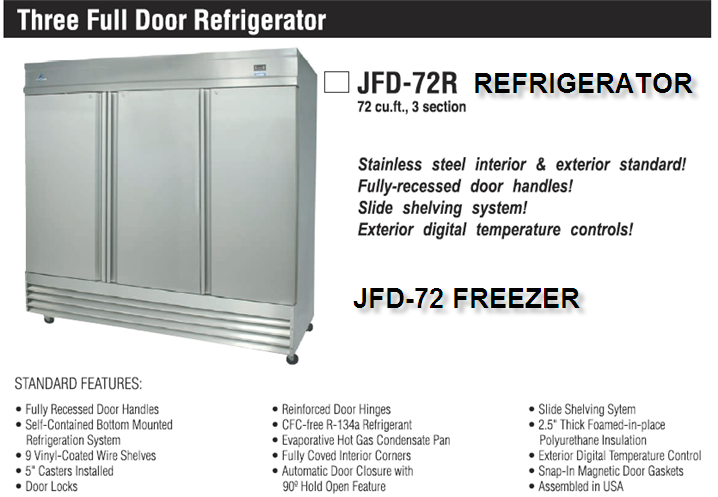 Three Full Door Refrigerator
JFD-72R REFRIGERATOR
72 cu.ft., 3 section
Stainless steel interior & exterior standard!
Fully-recessed door handles!
Slide shelving system!
Exterior digital temperature controls!
JFD-72 FREEZER
STANDARD FEATURES:
• Fully Recessed Door Handles
• Self-Contained Bottom Mounted
Refrigeration System
• 9 Vinyl-Coated Wire Shelves
• 5" Casters Installed
• Door Locks
• Reinforced Door Hinges
• CFC-free R-134a Refrigerant
• Evaporative Hot Gas Condensate Pan
• Fully Coved Interior Corners
• Automatic Door Closure with
90º Hold Open Feature
• Slide Shelving Sytem
• 2.5" Thick Foamed-in-place
Polyurethane Insulation
• Exterior Digital Temperature Control
• Snap-In Magnetic Door Gaskets
• Assembled in USA